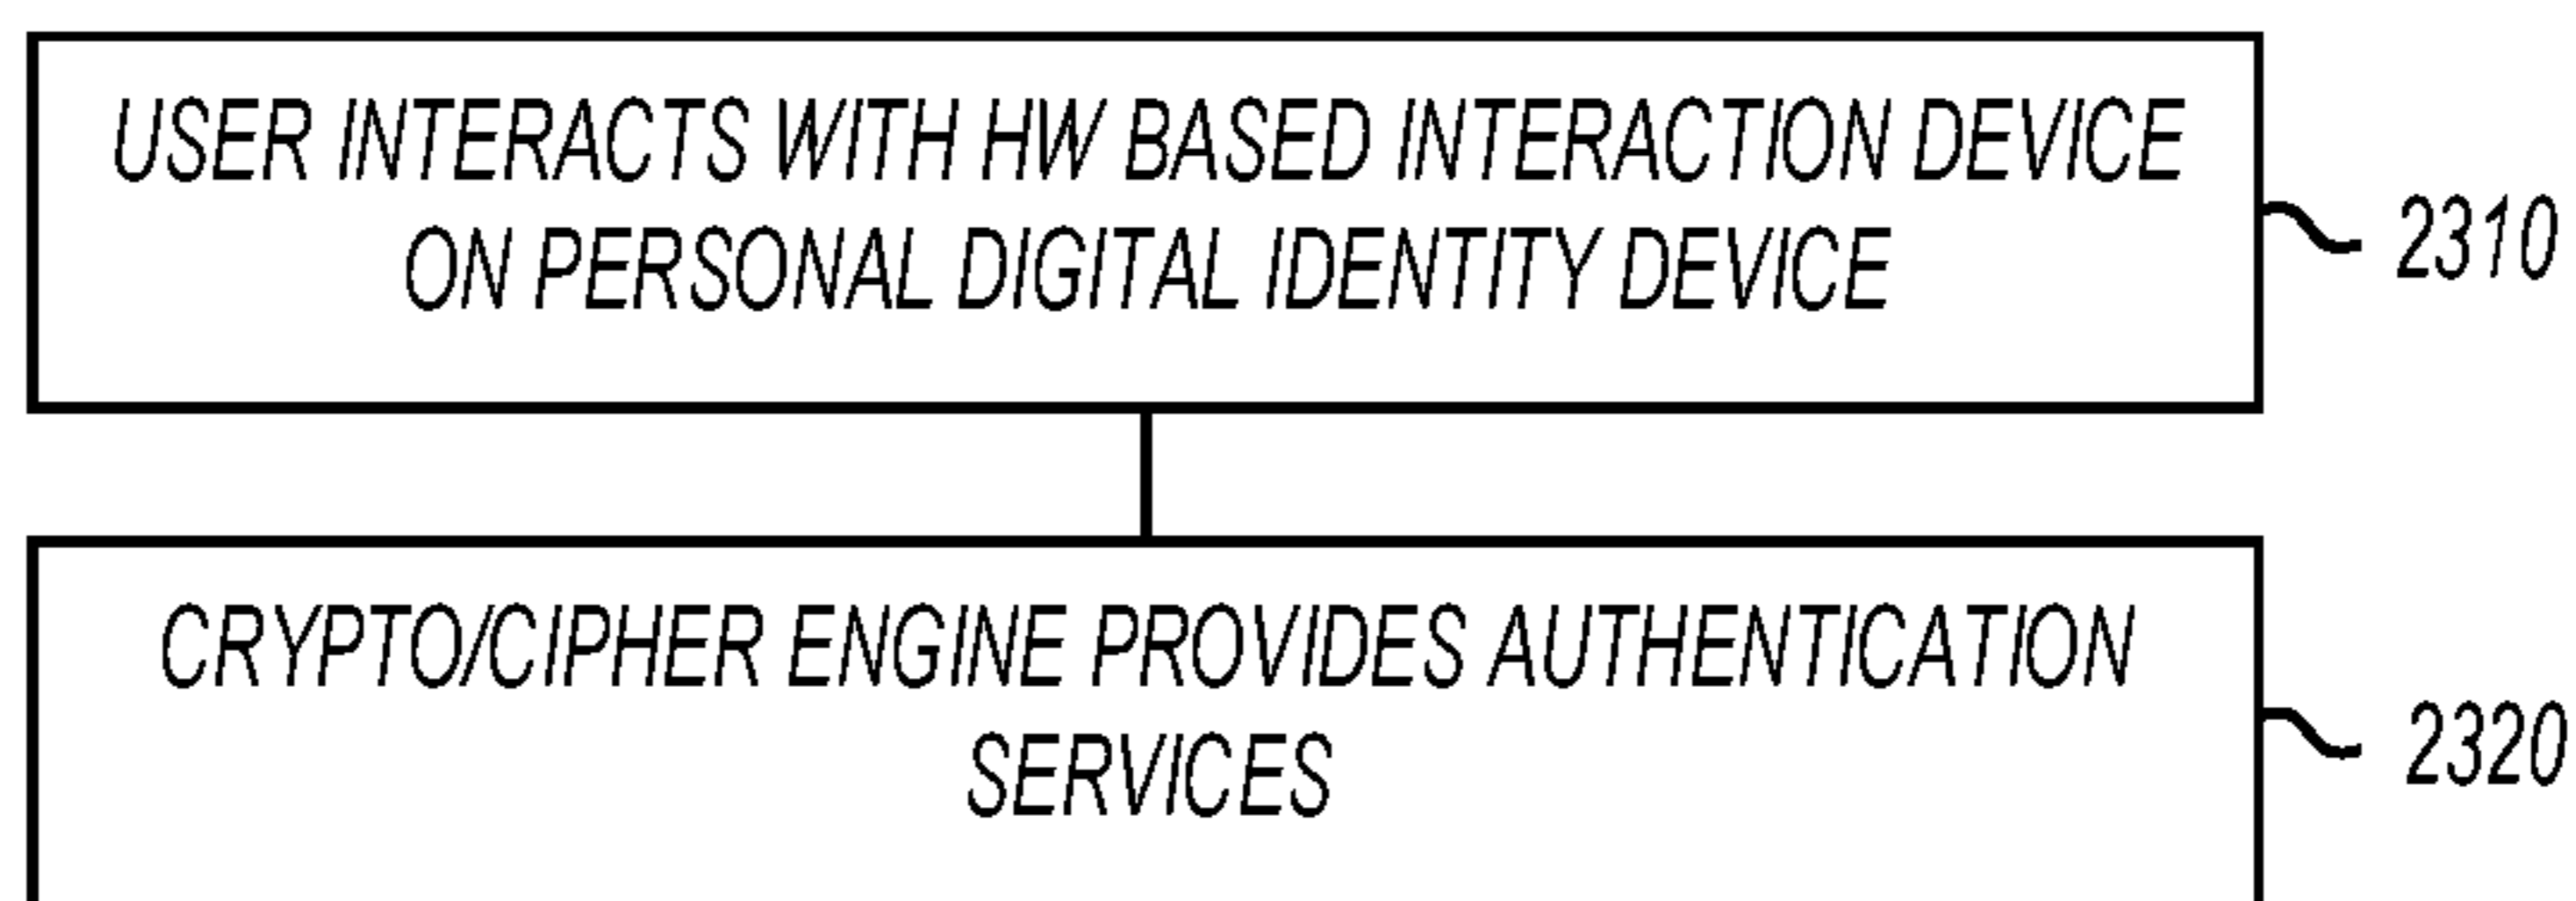 USER INTERACTS WITH HW BASED INTERACTION DEVICE
ON PERSONAL DIGITAL IDENTITY DEVICE
2310
CRYPTO/CIPHER ENGINE PROVIDES AUTHENTICATION
SERVICES
2320